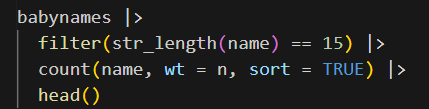 babynames |>
filter(str_length(name) == 15) |>
count(name, wt = n, sort = TRUE) |>
head()